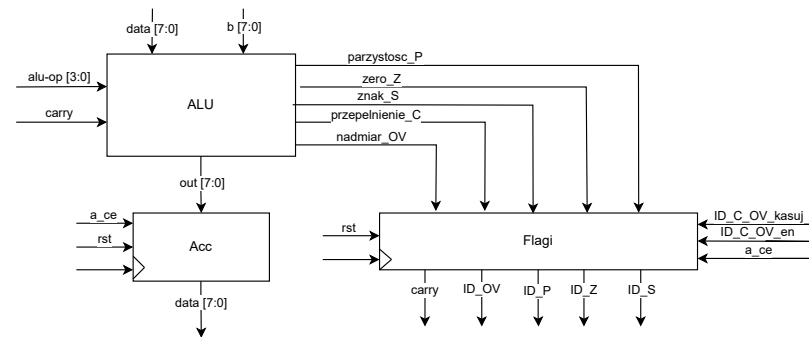 data [7:0]
b [7:0]
parzystosc_P
alu-op [3:0]
zero_Z
ALU
znak_S
carry
przepelnienie_C
nadmiar_OV
out [7:0]
a_ce
rst
Acc
rst
Flagi
ID_C_OV_kasuj
ID_C_OV_en
a_ce
data [7:0]
carry
ID_OV
ID_P
ID_Z
ID_S